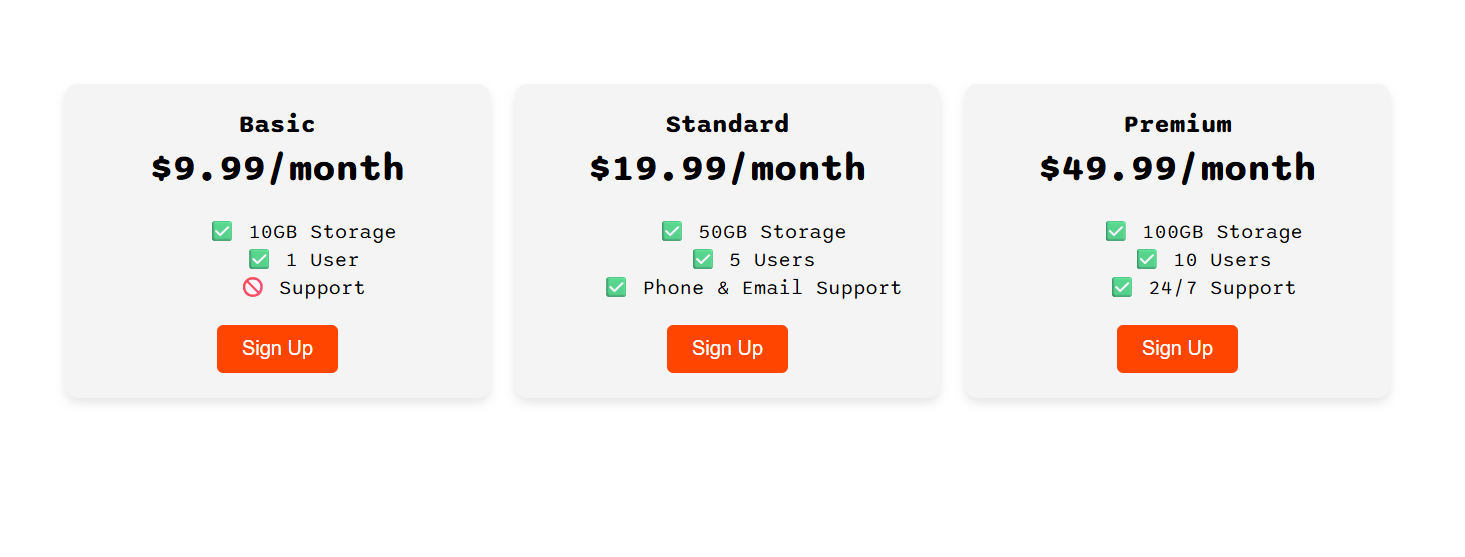 Basic
$9.99/month
✅ 10GB Storage
✅ 1 User
🚫 Support
Sign Up
Standard
$19.99/month
✅ 50GB Storage
✅ 5 Users
✅ Phone & Email Support
Sign Up
Premium
$49.99/month
✅ 100GB Storage
✅ 10 Users
✅ 24/7 Support
Sign Up